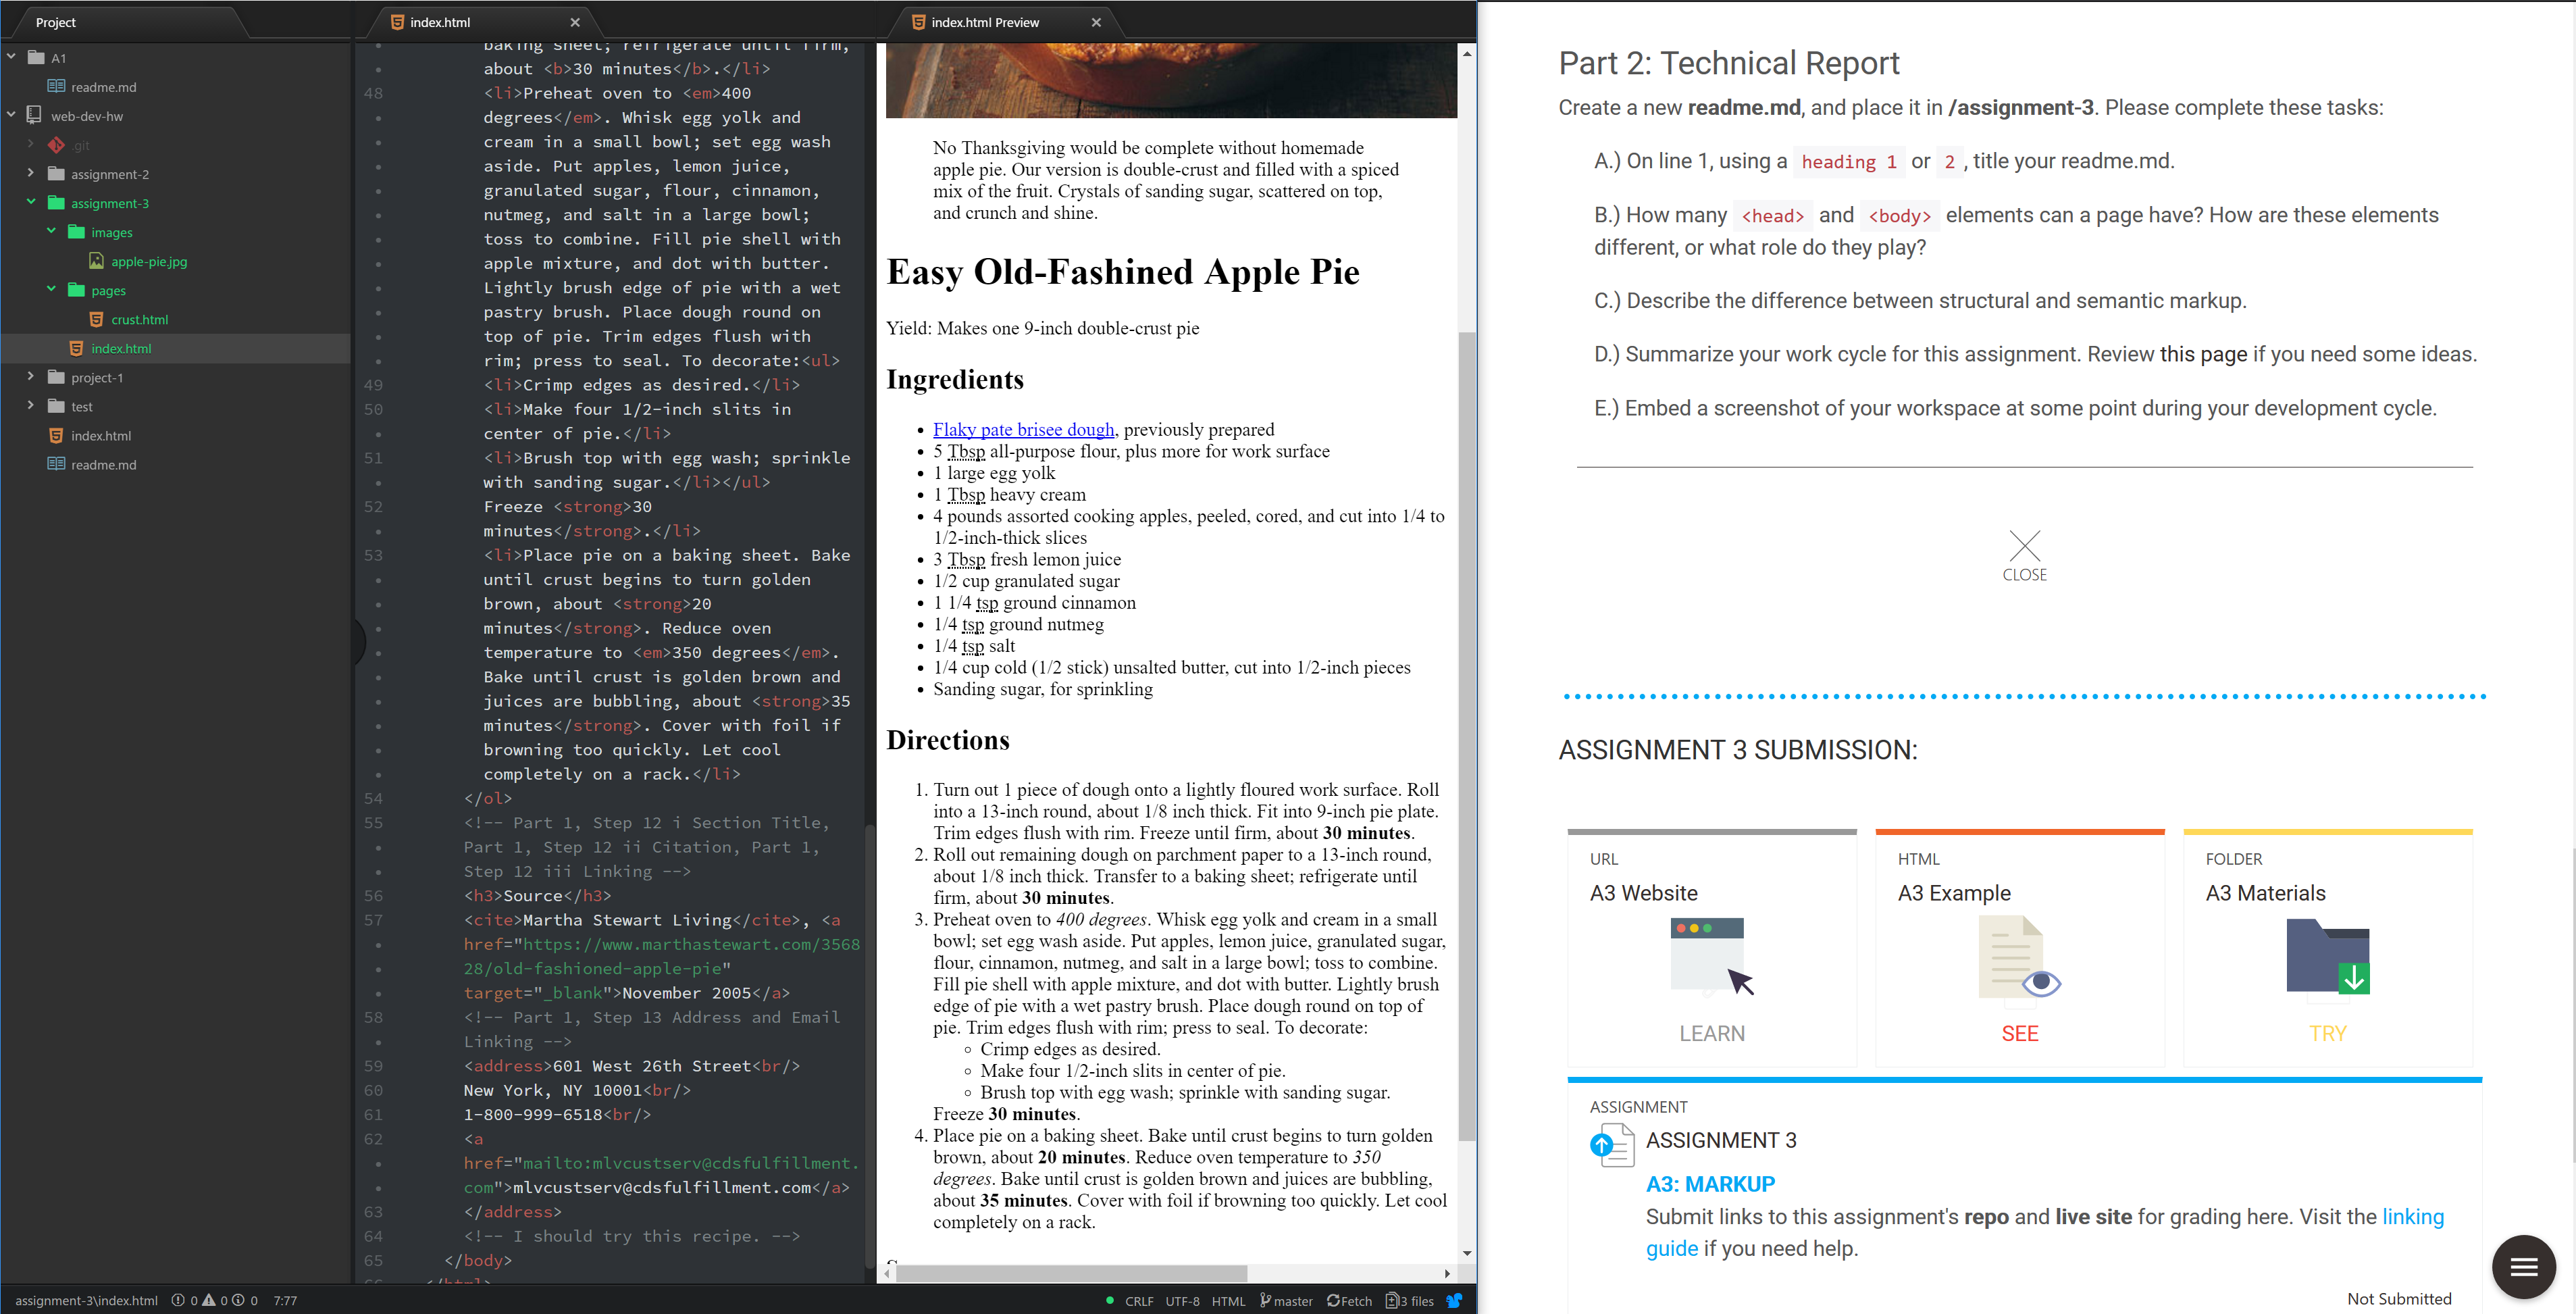 Project
A1
readme.md
web-dev-hw
.git
assignment-2
assignment-3
images
apple-pie.jpg
pages
crust.html
index.html
project-1
test
index.html
readme.md
index.html
baking sheet; refrigerate until firm,
about <b>30 minutes</b>.</li>
48 <li>Preheat oven to <em>400
degrees</em>. Whisk egg yolk and
cream in a small bowl; set egg wash
aside. Put apples, lemon juice,
granulated sugar, flour, cinnamon,
nutmeg, and salt in a large bowl;
toss to combine. Fill pie shell with
apple mixture, and dot with butter.
Lightly brush edge of pie with a wet
pastry brush. Place dough round on
top of pie. Trim edges flush with
rim; press to seal. To decorate:<ul>
49 <li>Crimp edges as desired.</li>
50 <li>Make four 1/2-inch slits in
center of pie.</li>
51 <li>Brush top with egg wash; sprinkle
with sanding sugar.</li></ul>
52 Freeze <strong>30
minutes</strong>.</li>
53 <li>Place pie on a baking sheet. Bake
until crust begins to turn golden
brown, about <strong>20
minutes</strong>. Reduce oven
temperature to <em>350 degrees</em>.
Bake until crust is golden brown and
juices are bubbling, about <strong>35
minutes</strong>. Cover with foil if
browning too quickly. Let cool
completely on a rack.</li>
54 </ol>
55 <!-- Part 1, Step 12 i Section Title,
Part 1, Step 12 ii Citation, Part 1,
Step 12 iii Linking -->
56 <h3>Source</h3>
57 <cite>Martha Stewart Living</cite>, <a
href="https://www.marthastewart.com/3568
28/old-fashioned-apple-pie"
target="_blank">November 2005</a>
58 <!-- Part 1, Step 13 Address and Email
Linking -->
59 <address>601 West 26th Street<br/>
60 New York, NY 10001<br/>
61 1-800-999-6518<br/>
62 <a
href="mailto:mlvcustserv@cdsfulfillment.
com">mlvcustserv@cdsfulfillment.com</a>
63 </address>
64 <!-- I should try this recipe. -->
65 </body>
66 </html>
index.html Preview
No Thanksgiving would be complete without homemade
apple pie. Our version is double-crust and filled with a spiced
mix of the fruit. Crystals of sanding sugar, scattered on top,
and crunch and shine.
Easy Old-Fashined Apple Pie
Yield: Makes one 9-inch double-crust pie
Ingredients
• Flaky pate brisee dough, previously prepared
• 5 Tbsp all-purpose flour, plus more for work surface
• 1 large egg yolk
• 1 Tbsp heavy cream
• 4 pounds assorted cooking apples, peeled, cored, and cut into 1/4 to
1/2-inch-thick slices
• 3 Tbsp fresh lemon juice
• 1/2 cup granulated sugar
• 1 1/4 tsp ground cinnamon
• 1/4 tsp ground nutmeg
• 1/4 tsp salt
• 1/4 cup cold (1/2 stick) unsalted butter, cut into 1/2-inch pieces
• Sanding sugar, for sprinkling
Directions
1. Turn out 1 piece of dough onto a lightly floured work surface. Roll
into a 13-inch round, about 1/8 inch thick. Fit into 9-inch pie plate.
Trim edges flush with rim. Freeze until firm, about 30 minutes.
2. Roll out remaining dough on parchment paper to a 13-inch round,
about 1/8 inch thick. Transfer to a baking sheet; refrigerate until
firm, about 30 minutes.
3. Preheat oven to 400 degrees. Whisk egg yolk and cream in a small
bowl; set egg wash aside. Put apples, lemon juice, granulated sugar,
flour, cinnamon, nutmeg, and salt in a large bowl; toss to combine.
Fill pie shell with apple mixture, and dot with butter. Lightly brush
edge of pie with a wet pastry brush. Place dough round on top of
pie. Trim edges flush with rim; press to seal. To decorate:
◦ Crimp edges as desired.
◦ Make four 1/2-inch slits in center of pie.
◦ Brush top with egg wash; sprinkle with sanding sugar.
Freeze 30 minutes.
4. Place pie on a baking sheet. Bake until crust begins to turn golden
brown, about 20 minutes. Reduce oven temperature to 350
degrees. Bake until crust is golden brown and juices are bubbling,
about 35 minutes. Cover with foil if browning too quickly. Let cool
completely on a rack.
assignment-3\index.html 0 0 0 7:77
CRLF UTF-8 HTML master Fetch 3 files
Part 2: Technical Report
Create a new readme.md, and place it in /assignment-3. Please complete these tasks:
A.) On line 1, using a heading 1 or 2, title your readme.md.
B.) How many <head> and <body> elements can a page have? How are these elements
different, or what role do they play?
C.) Describe the difference between structural and semantic markup.
D.) Summarize your work cycle for this assignment. Review this page if you need some ideas.
E.) Embed a screenshot of your workspace at some point during your development cycle.
CLOSE
ASSIGNMENT 3 SUBMISSION:
URL
A3 Website
LEARN
HTML
A3 Example
SEE
FOLDER
A3 Materials
TRY
ASSIGNMENT
ASSIGNMENT 3
A3: MARKUP
Submit links to this assignment's repo and live site for grading here. Visit the linking
guide if you need help.
Not Submitted